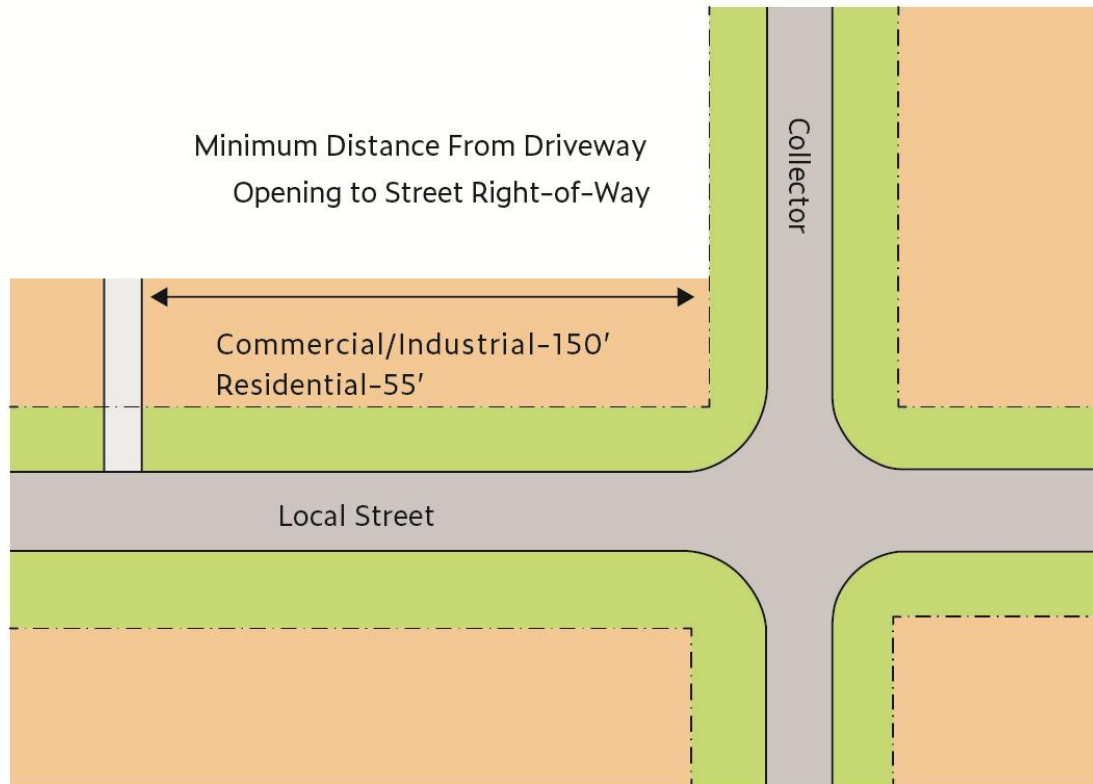 Minimum Distance From Driveway
Opening to Street Right-of-Way
Collector
Commercial/Industrial-150'
Residential-55'
Local Street